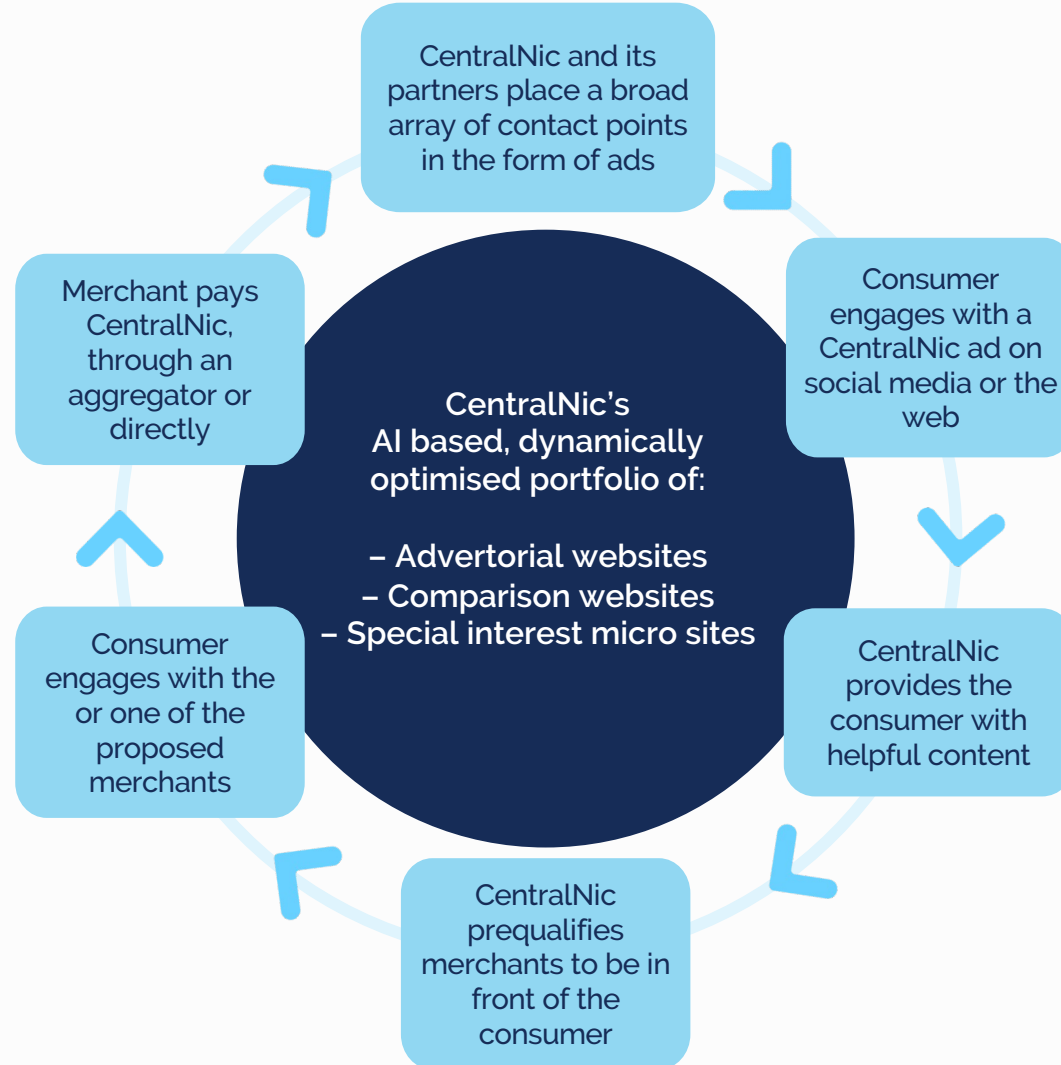 CentralNic and its
partners place a broad
array of contact points
in the form of ads
Consumer
engages with a
CentralNic ad on
social media or the
web
CentralNic
provides the
consumer with
helpful content
CentralNic
prequalifies
merchants to be in
front of the
consumer
Consumer
engages with the
or one of the
proposed
merchants
Merchant pays
CentralNic,
through an
aggregator or
directly
CentralNic’s
AI based, dynamically
optimised portfolio of:
– Advertorial websites
– Comparison websites
– Special interest micro sites